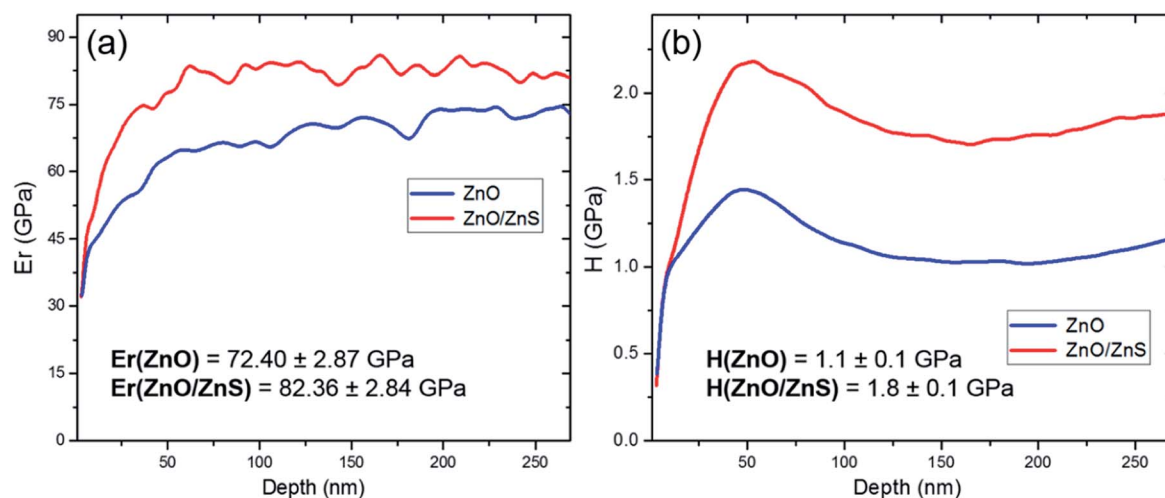 (a)
90
75
60
45
30
15
0
Er (GPa)
ZnO
ZnO/ZnS
Er(ZnO) = 72.40 ± 2.87 GPa
Er(ZnO/ZnS) = 82.36 ± 2.84 GPa
50
100
150
200
250
Depth (nm)
(b)
2.0
1.5
1.0
0.5
0.0
H (GPa)
ZnO
ZnO/ZnS
H(ZnO) = 1.1 ± 0.1 GPa
H(ZnO/ZnS) = 1.8 ± 0.1 GPa
50
100
150
200
250
Depth (nm)